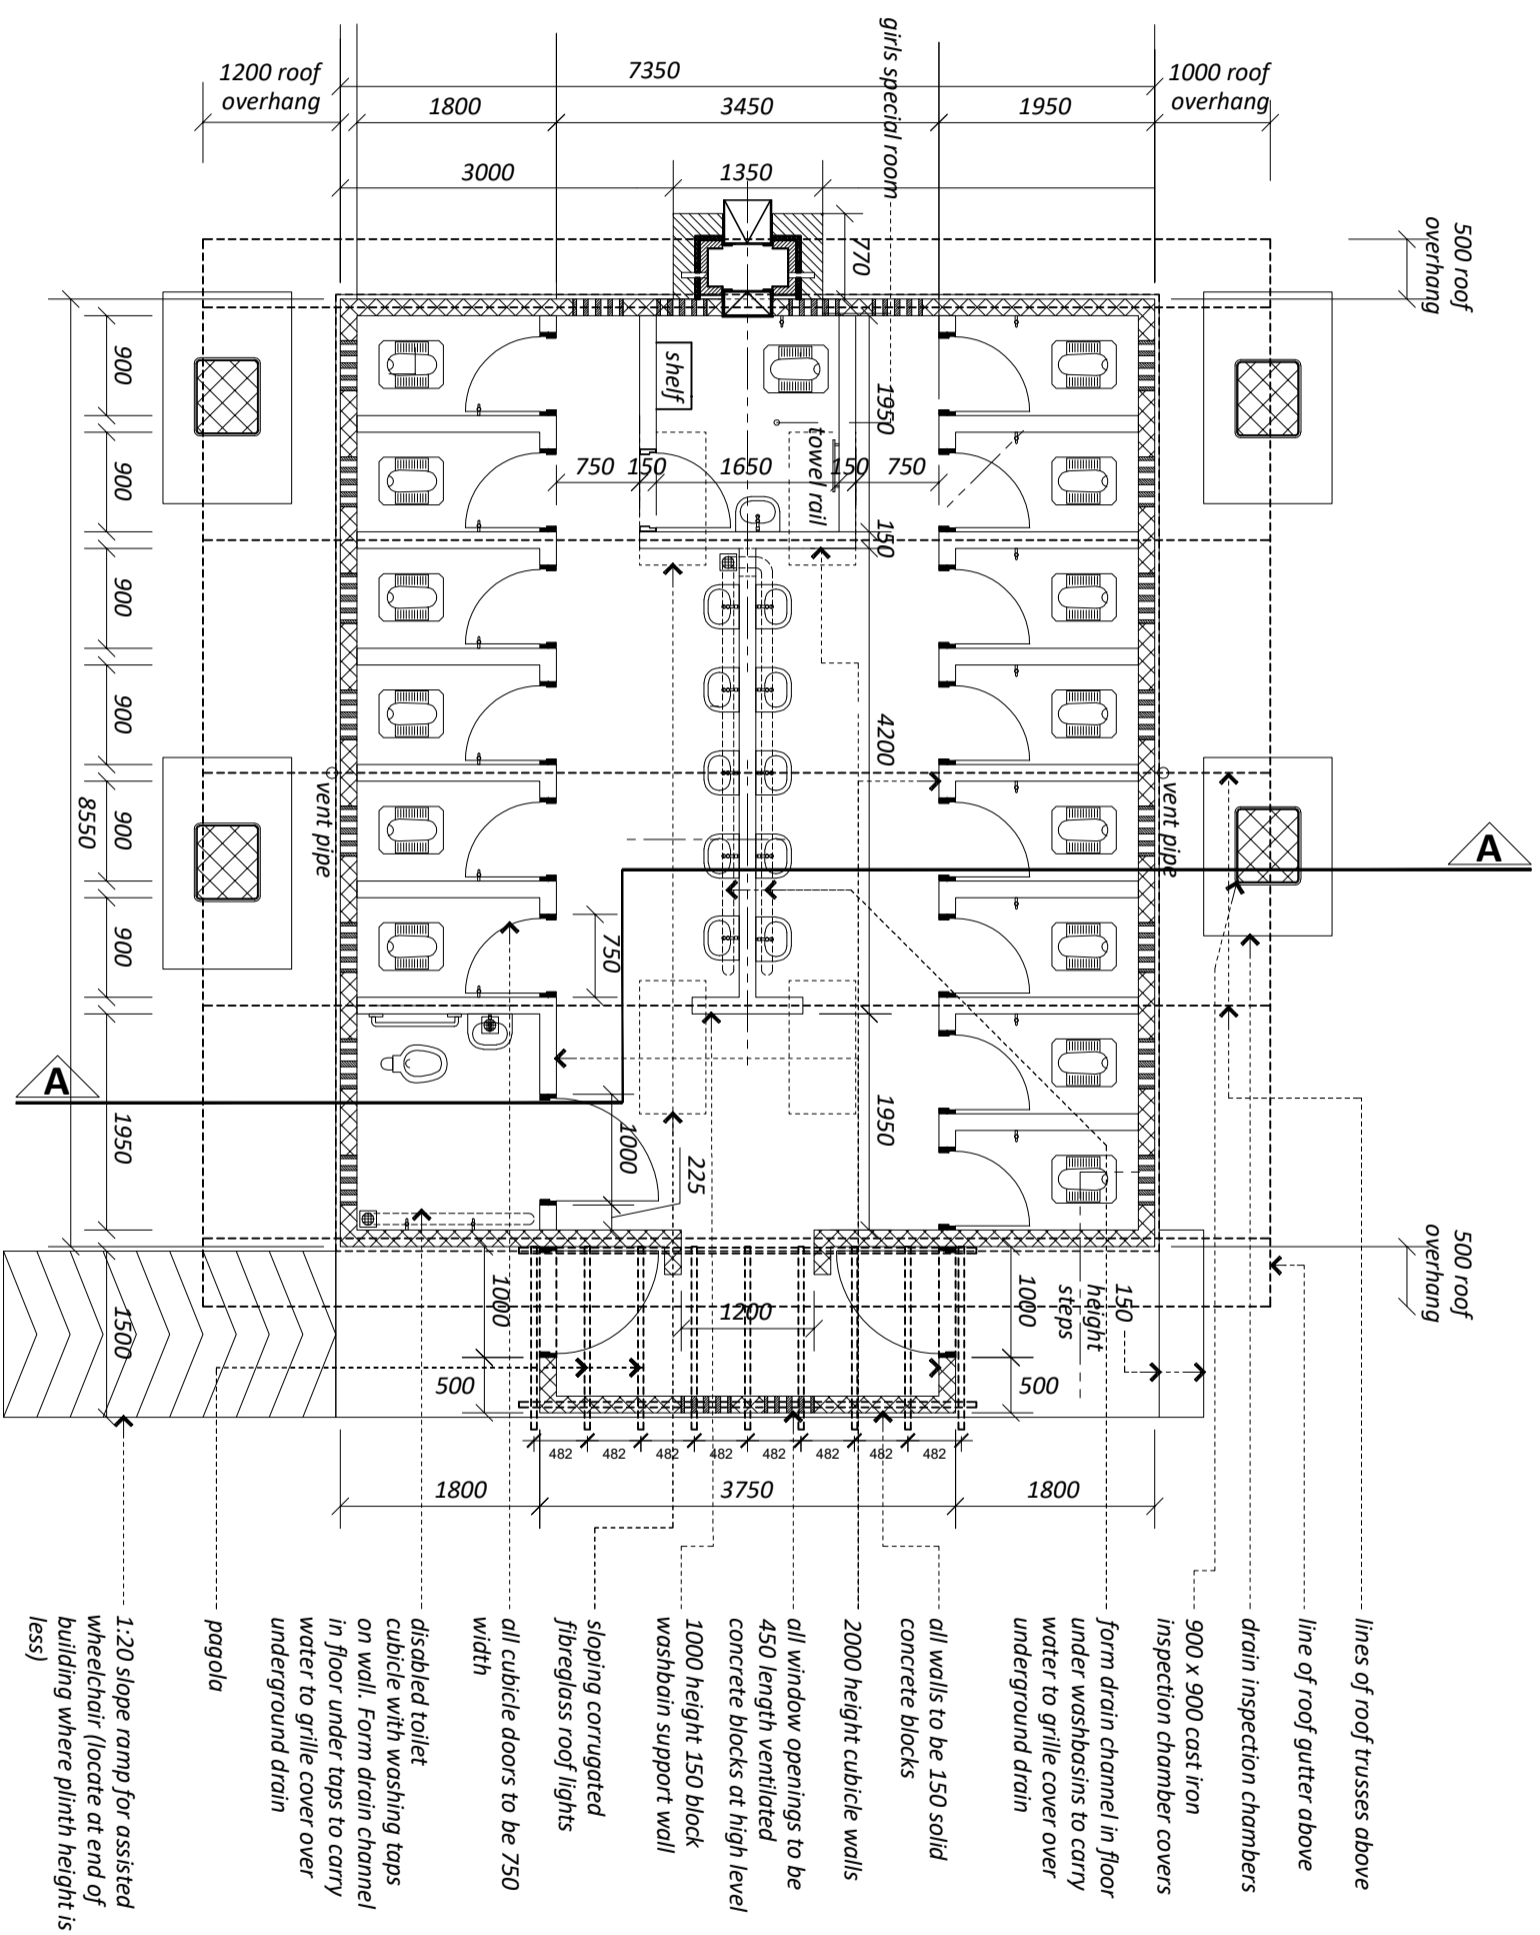 1200 roof
overhang
7350
1000 roof
overhang
1800
3450
1950
girls special room
3000
1350
500 roof
overhang
770
shelf
1950
towel rail
750
150
1650
150
750
150
900
900
900
900
900
900
8550
4200
vent pipe
vent pipe
A
A
750
1950
1000
225
1950
500 roof
overhang
1500
1000
1200
1000
150
height
steps
500
500
482
482
482
482
482
482
482
482
1800
3750
1800
lines of roof trusses above
line of roof gutter above
drain inspection chambers
900 x 900 cast iron
inspection chamber covers
form drain channel in floor
under washbasins to carry
water to grille cover over
underground drain
all walls to be 150 solid
concrete blocks
2000 height cubicle walls
all window openings to be
450 length ventilated
concrete blocks at high level
1000 height 150 block
washbain support wall
sloping corrugated
fibreglass roof lights
all cubicle doors to be 750
width
disabled toilet
cubicle with washing taps
on wall. Form drain channel
in floor under taps to carry
water to grille cover over
underground drain
pagola
1:20 slope ramp for assisted
wheelchair (locate at end of
building where plinth height is
less)